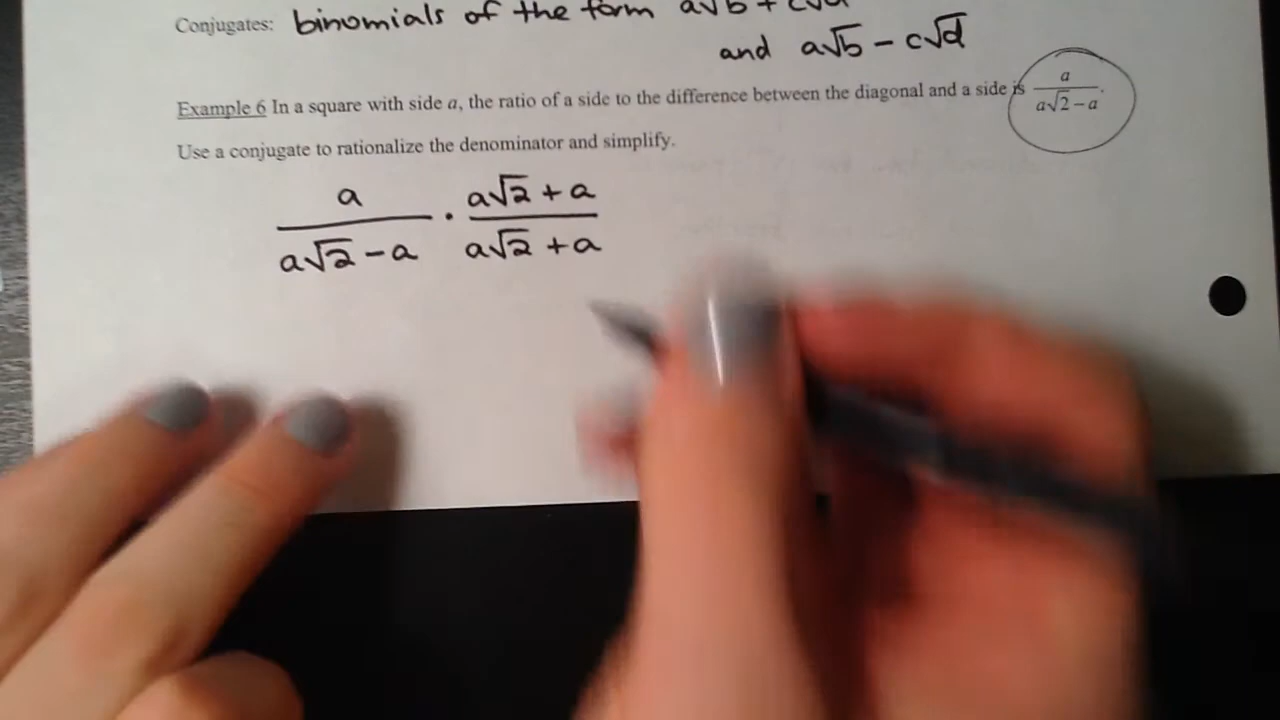 Conjugates: binomials of the form a√b + c√d
and a√b − c√d
Example 6 In a square with side a, the ratio of a side to the difference between the diagonal and a side is a/(a√2 − a).
Use a conjugate to rationalize the denominator and simplify.
a/(a√2 − a) · (a√2 + a)/(a√2 + a)